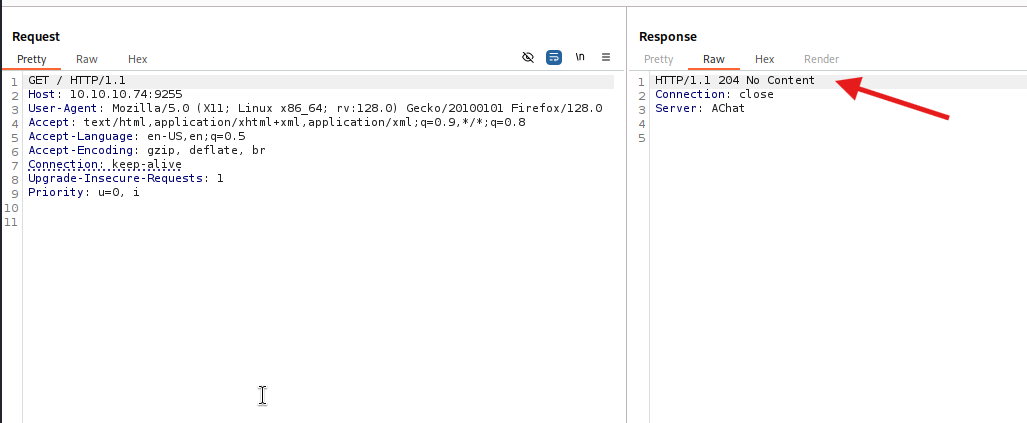 Request
Pretty Raw Hex
\n
1 GET / HTTP/1.1
2 Host: 10.10.10.74:9255
3 User-Agent: Mozilla/5.0 (X11; Linux x86_64; rv:128.0) Gecko/20100101 Firefox/128.0
4 Accept: text/html,application/xhtml+xml,application/xml;q=0.9,*/*;q=0.8
5 Accept-Language: en-US,en;q=0.5
6 Accept-Encoding: gzip, deflate, br
7 Connection: keep-alive
8 Upgrade-Insecure-Requests: 1
9 Priority: u=0, i
10
11
Response
Pretty Raw Hex Render
1 HTTP/1.1 204 No Content
2 Connection: close
3 Server: AChat
4
5